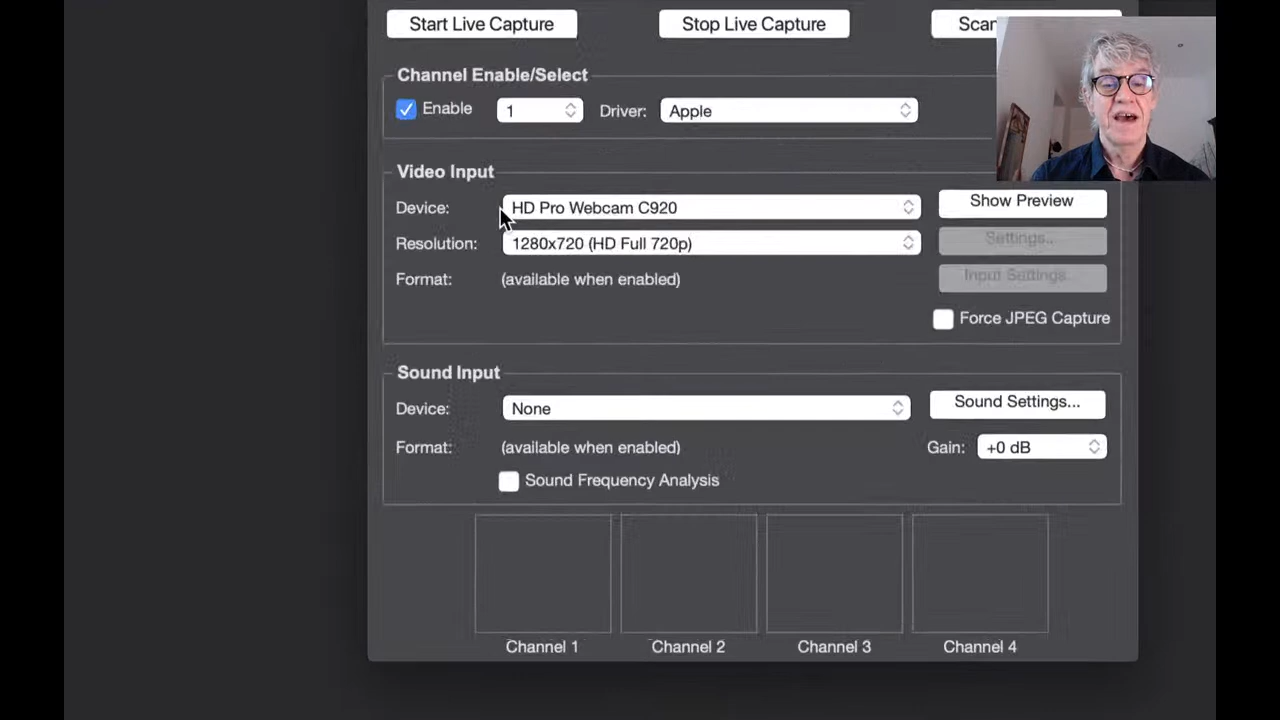 Start Live Capture Stop Live Capture
Channel Enable/Select
Enable 1 Driver: Apple
Video Input
Device: HD Pro Webcam C920 Show Preview
Resolution: 1280x720 (HD Full 720p) Settings..
Format: (available when enabled) Input Settings
Force JPEG Capture
Sound Input
Device: None Sound Settings...
Format: (available when enabled) Gain: +0 dB
Sound Frequency Analysis
Channel 1 Channel 2 Channel 3 Channel 4